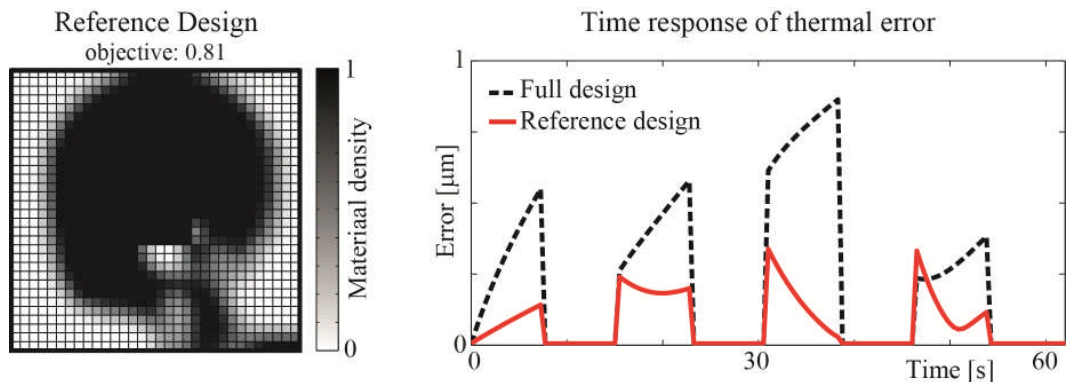 Reference Design
objective: 0.81
1
0
Materiaal density
Time response of thermal error
1
0
Error [μm]
Full design
Reference design
0
30
60
Time [s]